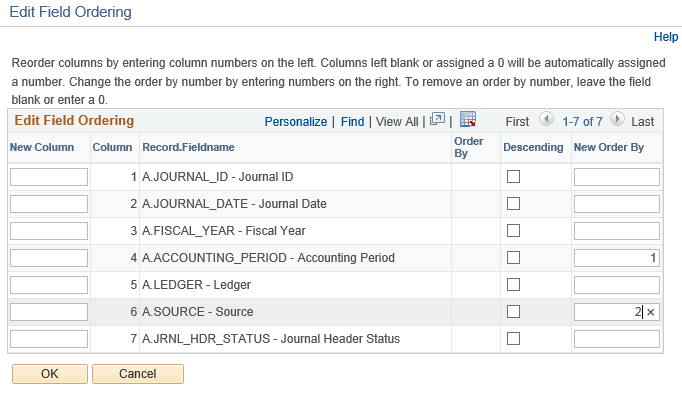 Edit Field Ordering
Help
Reorder columns by entering column numbers on the left. Columns left blank or assigned a 0 will be automatically assigned
a number. Change the order by number by entering numbers on the right. To remove an order by number, leave the field
blank or enter a 0.
Edit Field Ordering Personalize | Find | View All | | First 1-7 of 7 Last
New Column Column Record.Fieldname Order By Descending New Order By
1 A.JOURNAL_ID - Journal ID
2 A.JOURNAL_DATE - Journal Date
3 A.FISCAL_YEAR - Fiscal Year
4 A.ACCOUNTING_PERIOD - Accounting Period 1
5 A.LEDGER - Ledger
6 A.SOURCE - Source 2
7 A.JRNL_HDR_STATUS - Journal Header Status
OK Cancel